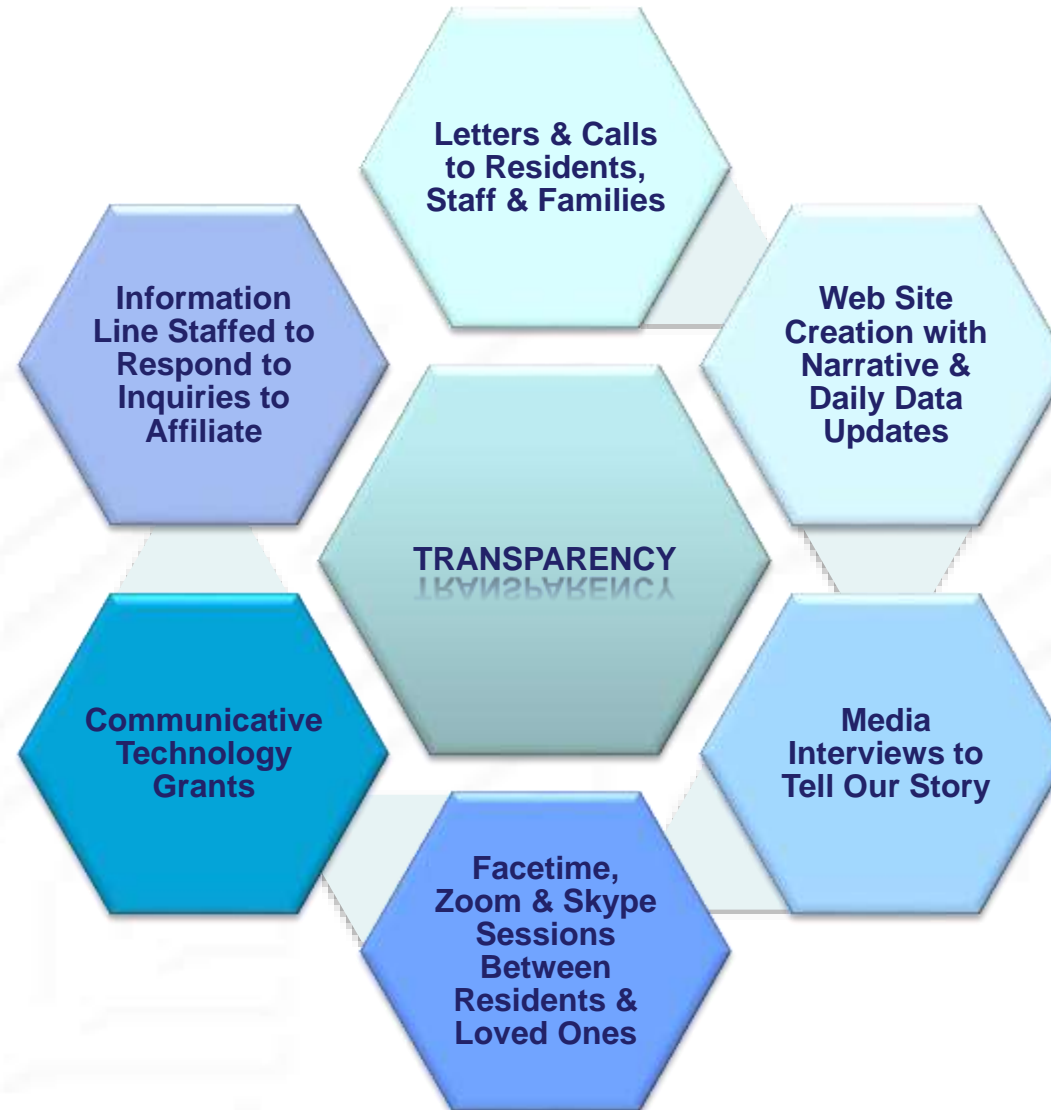 Letters & Calls
to Residents,
Staff & Families
Web Site
Creation with
Narrative &
Daily Data
Updates
Media
Interviews to
Tell Our Story
Facetime,
Zoom & Skype
Sessions
Between
Residents &
Loved Ones
Communicative
Technology
Grants
Information
Line Staffed to
Respond to
Inquiries to
Affiliate
TRANSPARENCY